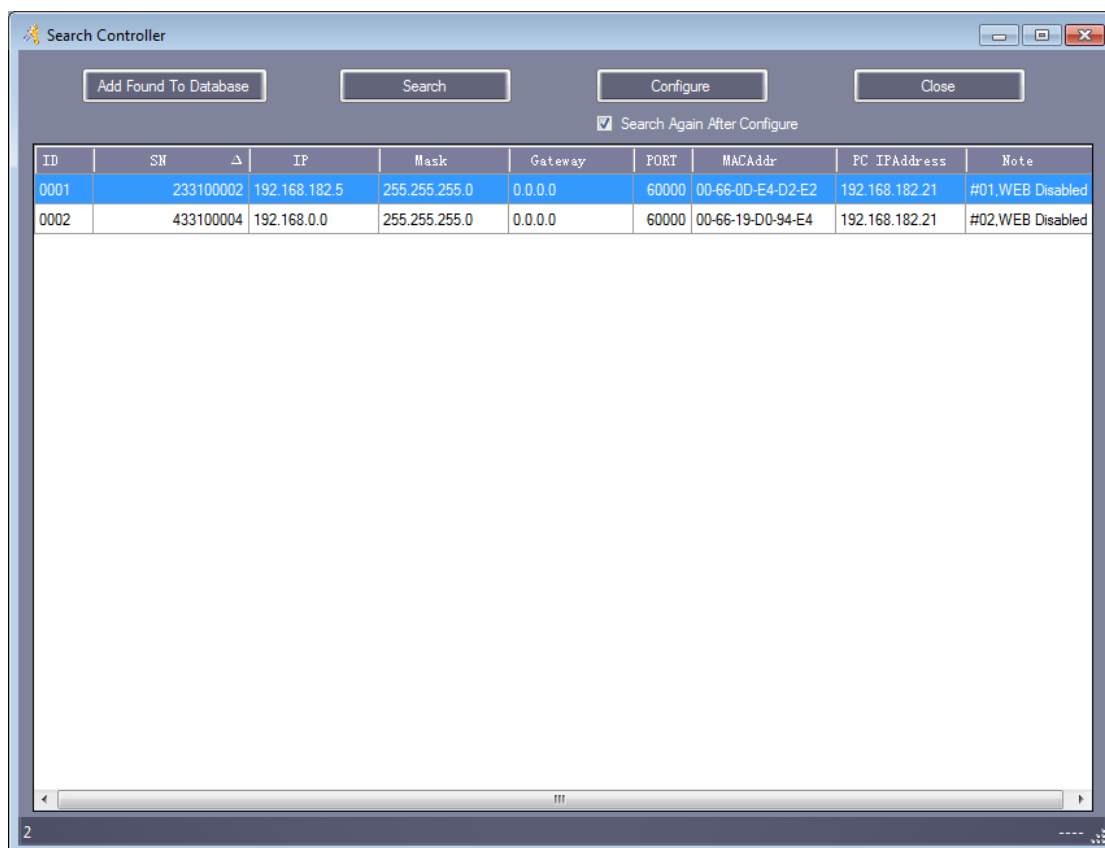 Search Controller
Add Found To Database Search Configure Close
Search Again After Configure
ID SN Δ IP Mask Gateway PORT MACAddr PC IPAddress Note
0001 233100002 192.168.182.5 255.255.255.0 0.0.0.0 60000 00-66-0D-E4-D2-E2 192.168.182.21 #01,WEB Disabled
0002 433100004 192.168.0.0 255.255.255.0 0.0.0.0 60000 00-66-19-D0-94-E4 192.168.182.21 #02,WEB Disabled
2 ----